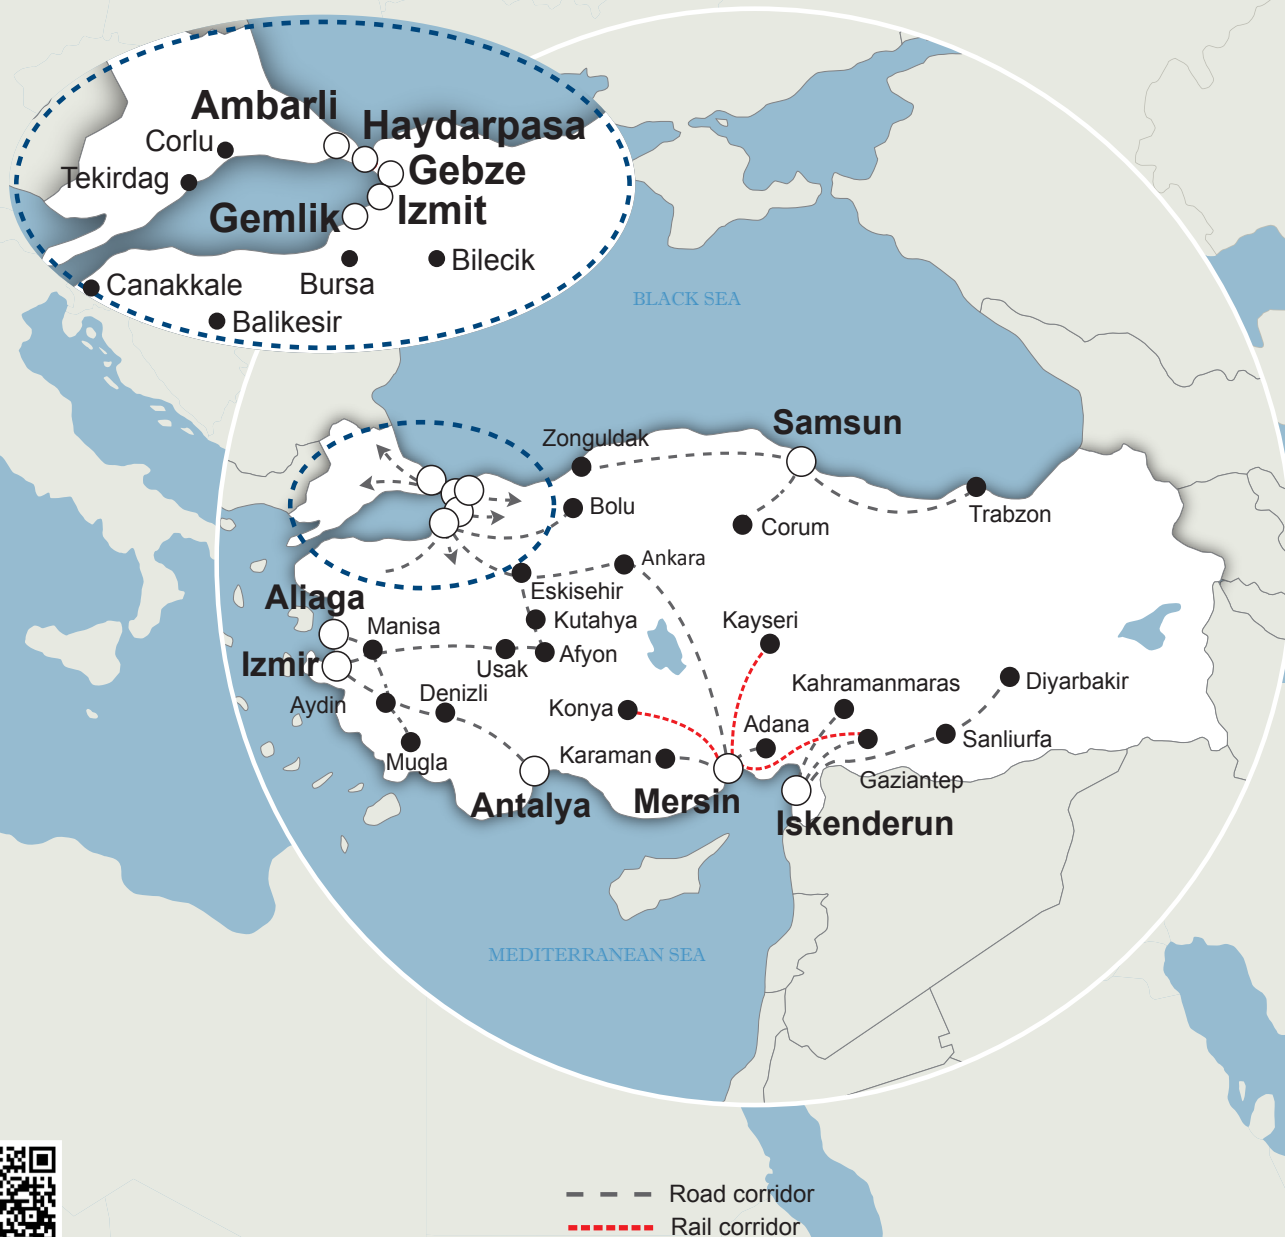 Ambarli
Haydarpasa
Corlu
Gebze
Tekirdag
Izmit
Gemlik
Bilecik
Canakkale
Bursa
Balikesir
BLACK SEA
Samsun
Zonguldak
Bolu
Corum
Trabzon
Ankara
Eskisehir
Aliaga
Kutahya
Manisa
Kayseri
Izmir
Usak
Afyon
Kahramanmaras
Diyarbakir
Aydin
Denizli
Konya
Adana
Sanliurfa
Mugla
Karaman
Gaziantep
Antalya
Mersin
Iskenderun
MEDITERRANEAN SEA
Road corridor
Rail corridor